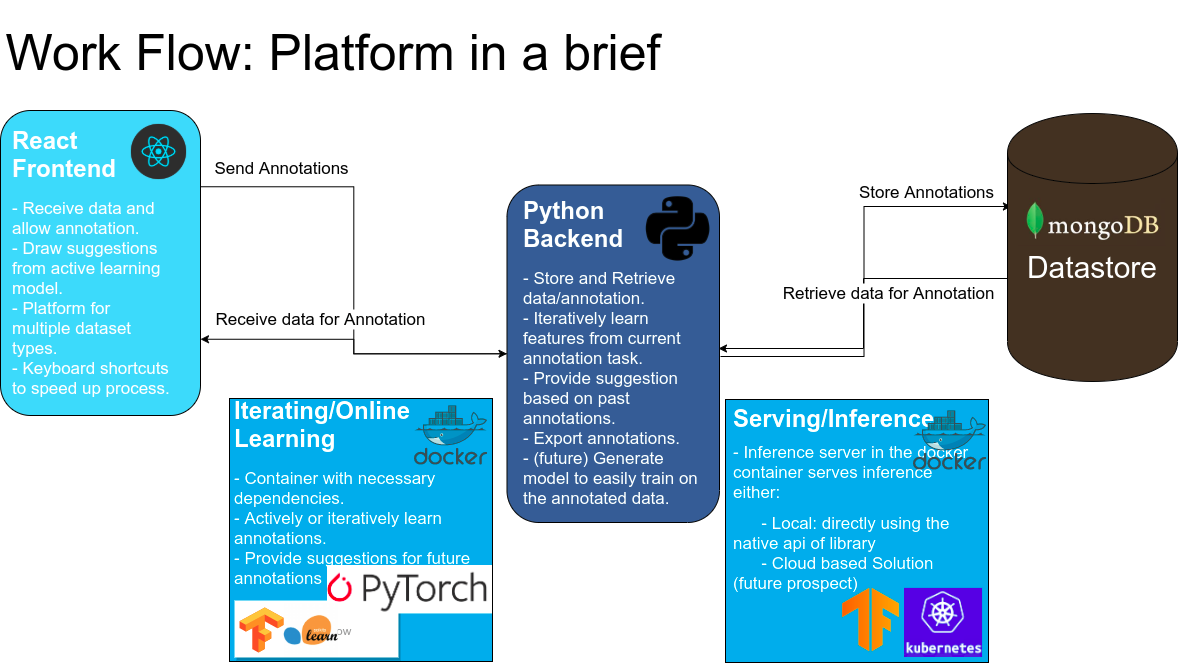 Work Flow: Platform in a brief
React
Frontend
- Receive data and
allow annotation.
- Draw suggestions
from active learning
model.
- Platform for
multiple dataset
types.
- Keyboard shortcuts
to speed up process.
Send Annotations
Receive data for Annotation
Python
Backend
- Store and Retrieve
data/annotation.
- Iteratively learn
features from current
annotation task.
- Provide suggestion
based on past
annotations.
- Export annotations.
- (future) Generate
model to easily train on
the annotated data.
Store Annotations
Retrieve data for Annotation
mongoDB
Datastore
Iterating/Online
Learning
docker
- Container with necessary
dependencies.
- Actively or iteratively learn
annotations.
- Provide suggestions for future
annotations
PyTorch
learn
Serving/Inference
docker
- Inference server in the docker
container serves inference
either:
- Local: directly using the
native api of library
- Cloud based Solution
(future prospect)
kubernetes